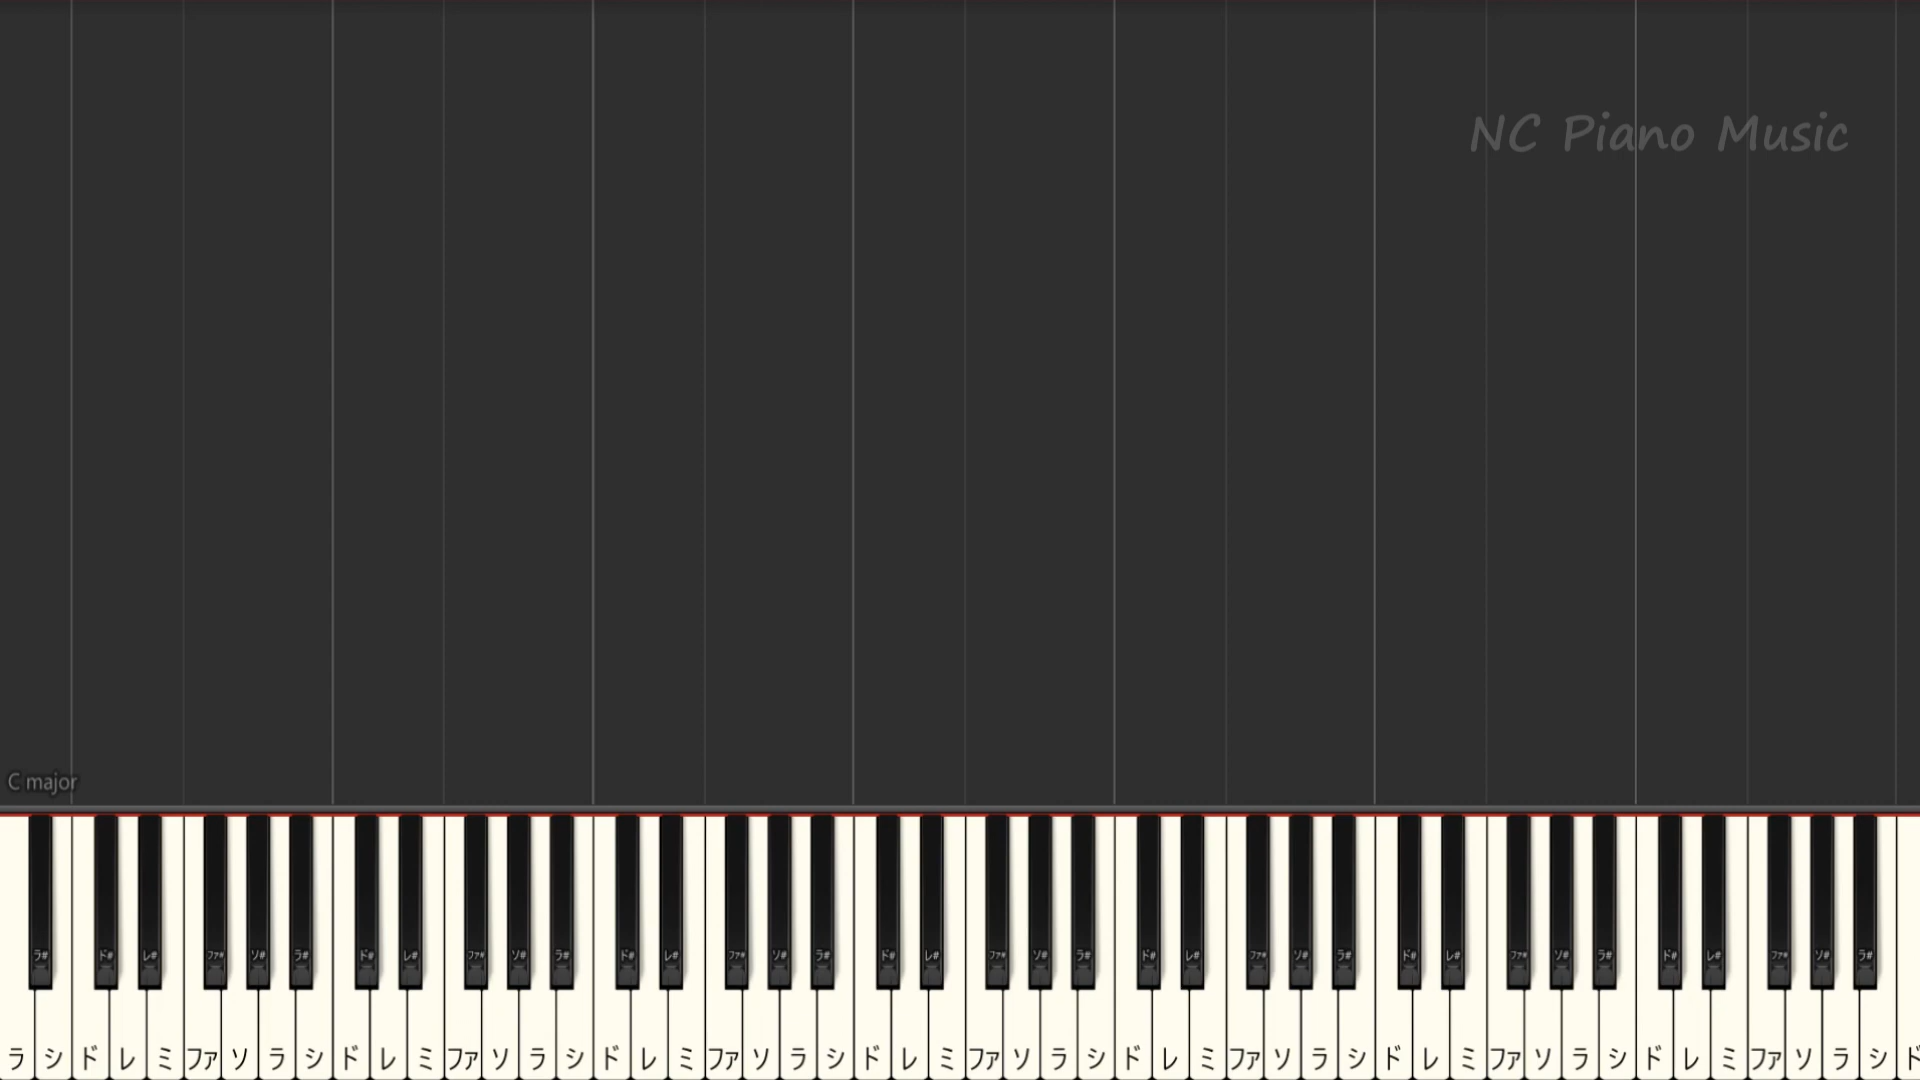 NC Piano Music
C major
ラ# ド# レ# ファ# ソ# ラ# ド# レ# ファ# ソ# ラ# ド# レ# ファ# ソ# ラ# ド# レ# ファ# ソ# ラ# ド# レ# ファ# ソ# ラ# ド# レ# ファ# ソ# ラ# ド# レ# ファ# ソ# ラ#
ラ シ ド レ ミ ファ ソ ラ シ ド レ ミ ファ ソ ラ シ ド レ ミ ファ ソ ラ シ ド レ ミ ファ ソ ラ シ ド レ ミ ファ ソ ラ シ ド レ ミ ファ ソ ラ シ ド レ ミ ファ ソ ラ シ ド